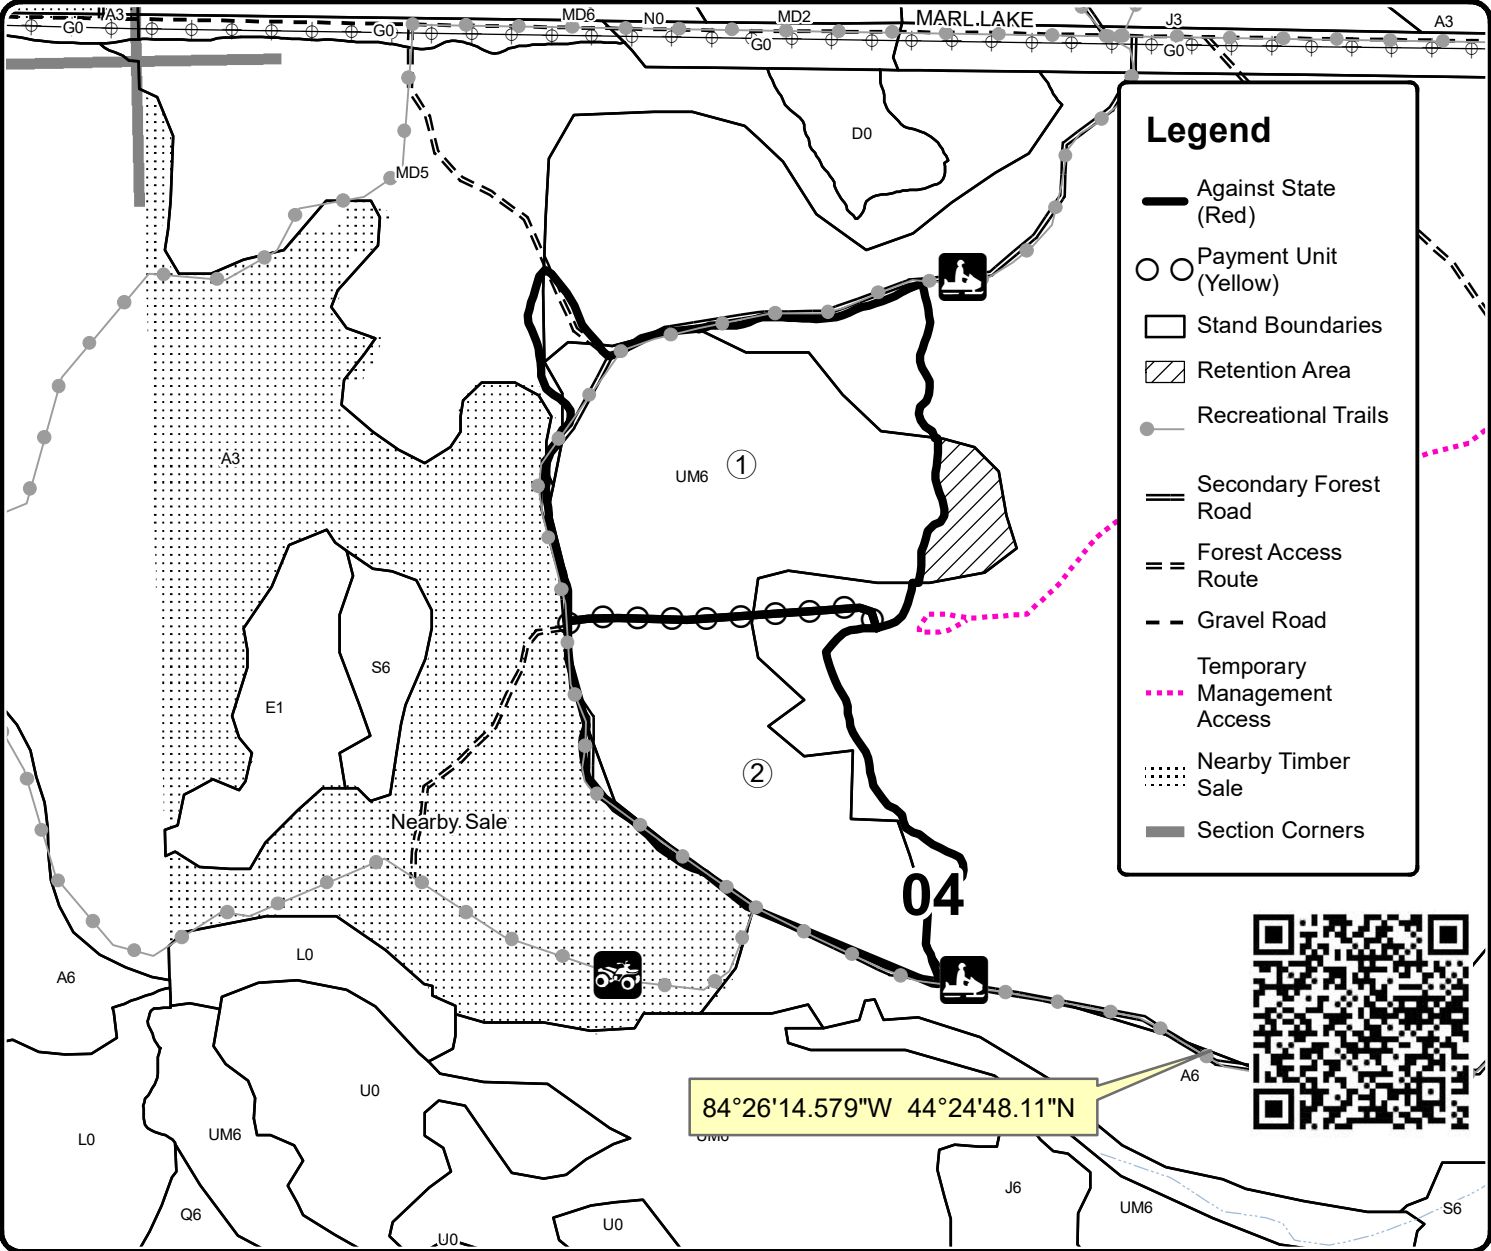 A3
MD6
N0
MD2
MARL LAKE
J3
A3
G0
G0
G0
G0
D0
MD5
Legend
Against State
(Red)
Payment Unit
(Yellow)
Stand Boundaries
Retention Area
Recreational Trails
Secondary Forest
Road
Forest Access
Route
Gravel Road
Temporary
Management
Access
Nearby Timber
Sale
Section Corners
A3
UM6
1
S6
E1
2
Nearby Sale
04
L0
A6
A6
84°26'14.579"W 44°24'48.11"N
U0
UM6
L0
UM6
J6
UM6
S6
Q6
U0
U0